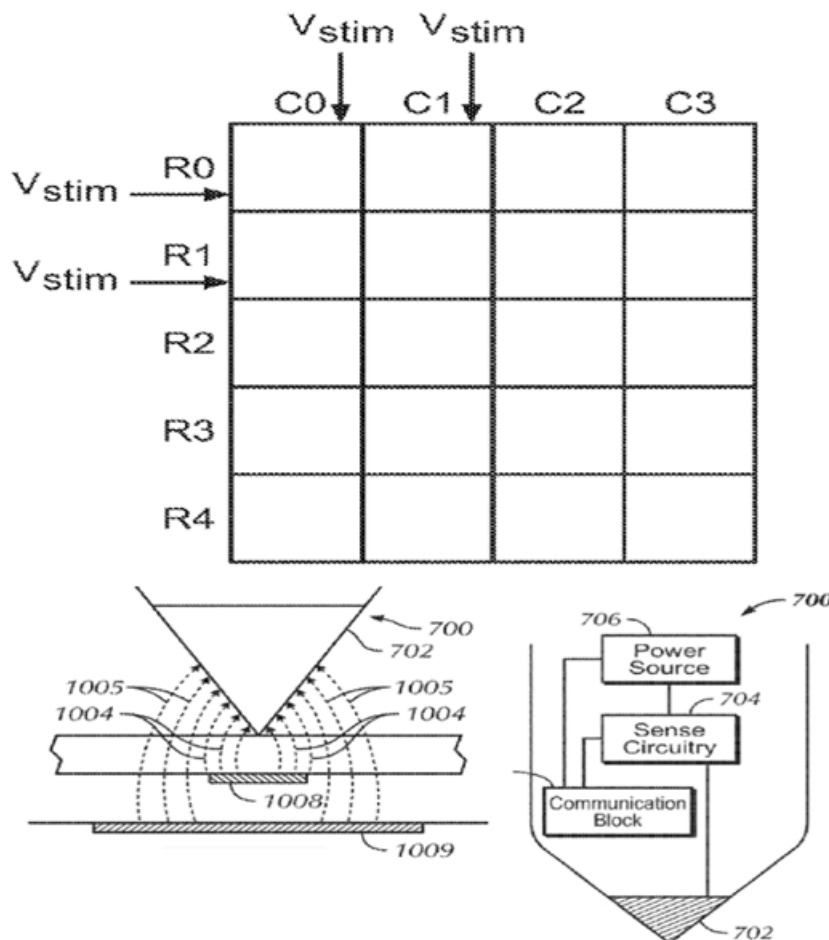 Vstim Vstim
C0 C1 C2 C3
R0
Vstim
R1
Vstim
R2
R3
R4
700
702
1005 1005
1004 1004
1008
1009
700
706
Power
Source
704
Sense
Circuitry
Communication
Block
702